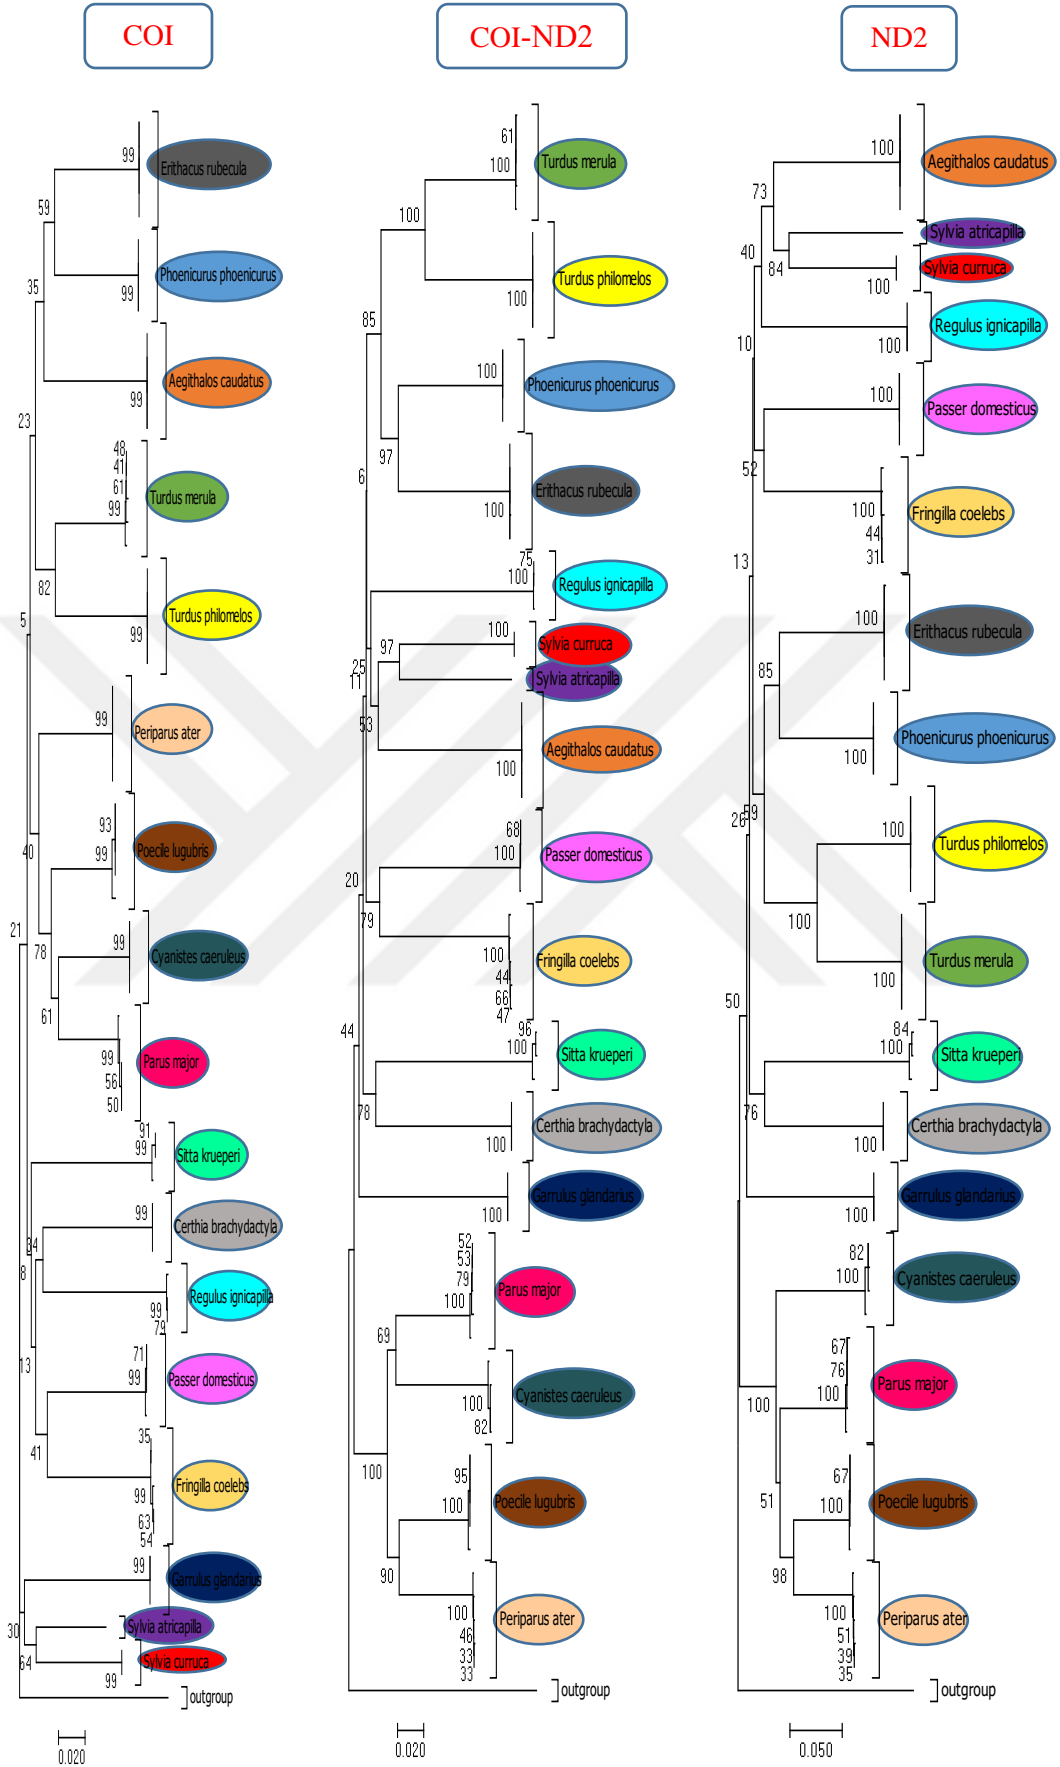 COI
99
Erithacus rubecula
59
Phoenicurus phoenicurus
99
35
Aegithalos caudatus
99
23
48
41
61
99
Turdus merula
82
Turdus philomelos
99
5
99
Periparus ater
93
99
Poecile lugubris
40
99
Cyanistes caeruleus
21
78
61
99
56
50
Parus major
91
99
Sitta krueperi
99
Certhia brachydactyla
34
8
Regulus ignicapilla
99
79
13
71
99
Passer domesticus
41
35
99
63
54
Fringilla coelebs
99
Garrulus glandarius
30
Sylvia atricapilla
64
Sylvia curruca
99
outgroup
0.020
COI-ND2
61
100
Turdus merula
100
Turdus philomelos
100
85
100
Phoenicurus phoenicurus
97
6
Erithacus rubecula
100
75
100
Regulus ignicapilla
100
Sylvia curruca
97
25
11
Sylvia atricapilla
53
Aegithalos caudatus
100
68
100
Passer domesticus
20
79
100
44
66
47
Fringilla coelebs
44
96
100
Sitta krueperi
78
Certhia brachydactyla
100
Garrulus glandarius
100
52
53
79
100
Parus major
69
Cyanistes caeruleus
100
82
100
95
100
Poecile lugubris
90
100
46
33
33
Periparus ater
outgroup
0.020
ND2
100
Aegithalos caudatus
73
Sylvia atricapilla
40
84
Sylvia curruca
100
Regulus ignicapilla
100
10
100
Passer domesticus
52
100
44
31
Fringilla coelebs
13
100
Erithacus rubecula
85
Phoenicurus phoenicurus
100
26
59
100
Turdus philomelos
100
Turdus merula
100
50
84
100
Sitta krueperi
76
Certhia brachydactyla
100
Garrulus glandarius
100
82
100
Cyanistes caeruleus
67
76
100
Parus major
100
51
67
100
Poecile lugubris
98
100
51
39
35
Periparus ater
outgroup
0.050